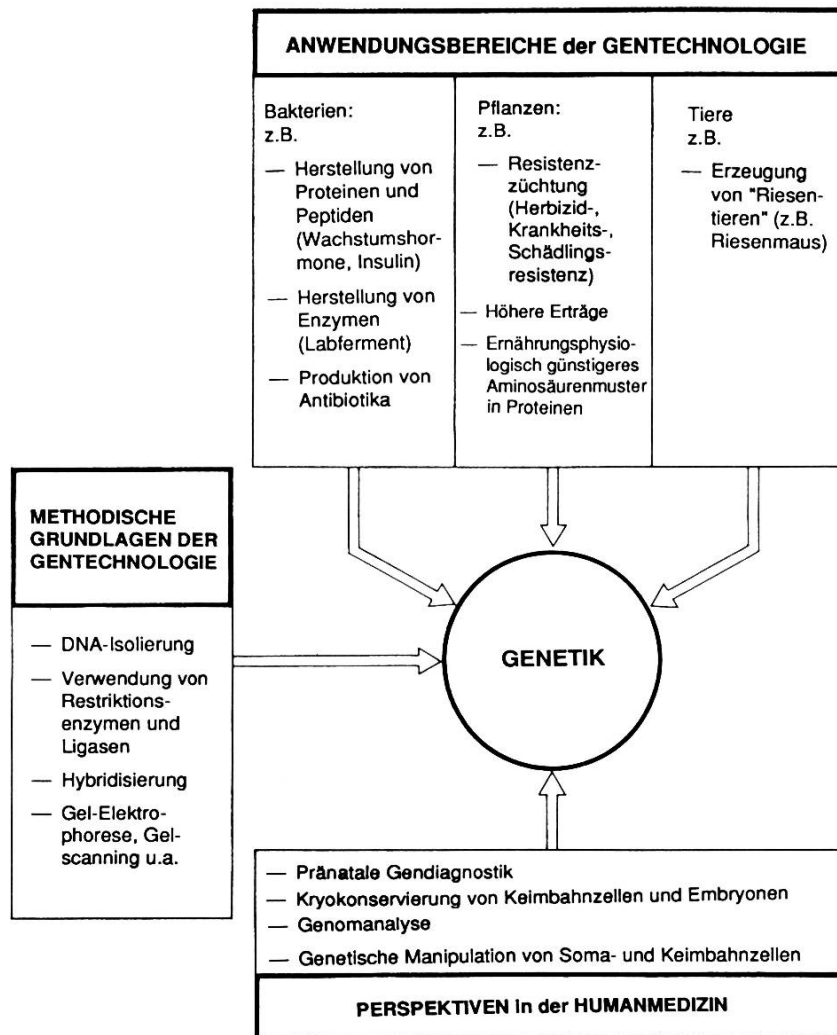 ANWENDUNGSBEREICHE der GENTECHNOLOGIE
Bakterien:
z.B.
— Herstellung von
Proteinen und
Peptiden
(Wachstumshor-
mone, Insulin)
— Herstellung von
Enzymen
(Labferment)
— Produktion von
Antibiotika
Pflanzen:
z.B.
— Resistenz-
züchtung
(Herbizid-,
Krankheits-,
Schädlings-
resistenz)
— Höhere Erträge
— Ernährungsphysio-
logisch günstigeres
Aminosäurenmuster
in Proteinen
Tiere
z.B.
— Erzeugung
von "Riesen-
tieren" (z.B.
Riesenmaus)
METHODISCHE
GRUNDLAGEN DER
GENTECHNOLOGIE
— DNA-Isolierung
— Verwendung von
Restriktions-
enzymen und
Ligasen
— Hybridisierung
— Gel-Elektro-
phorese, Gel-
scanning u.a.
GENETIK
— Pränatale Gendiagnostik
— Kryokonservierung von Keimbahnzellen und Embryonen
— Genomanalyse
— Genetische Manipulation von Soma- und Keimbahnzellen
PERSPEKTIVEN in der HUMANMEDIZIN